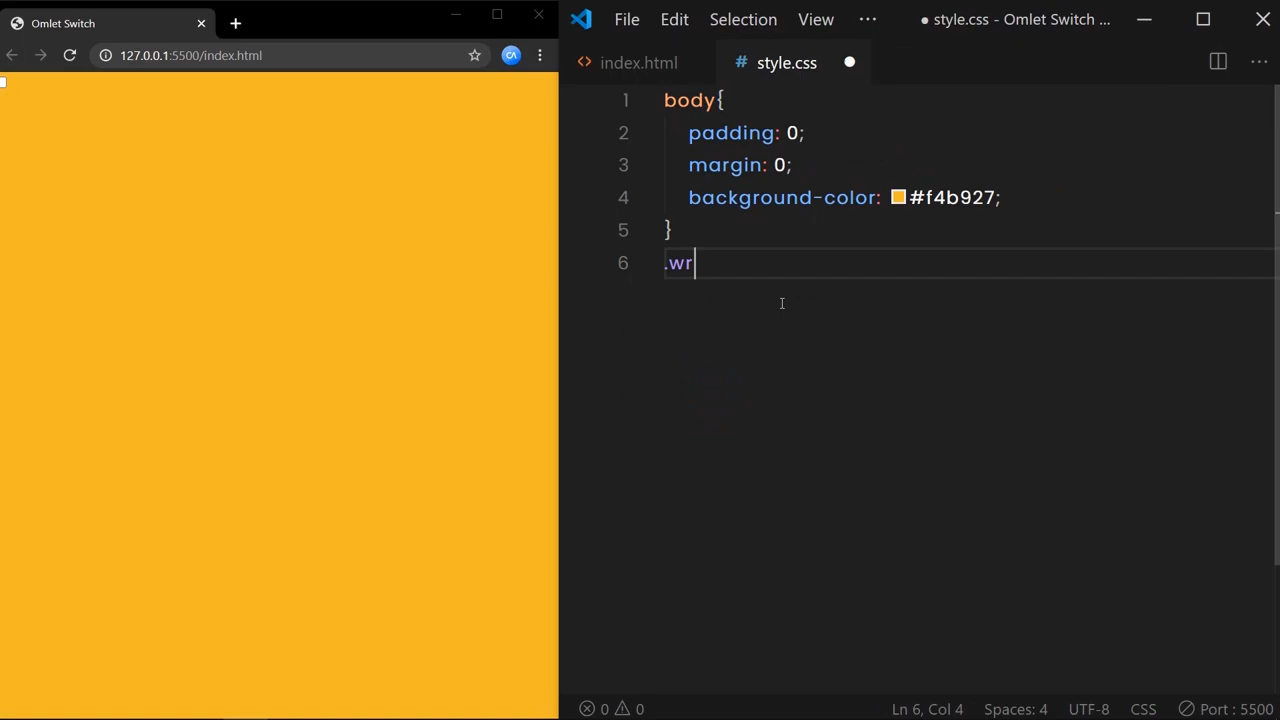 Omlet Switch
127.0.0.1:5500/index.html
CA
File Edit Selection View ··· ● style.css - Omlet Switch ...
<> index.html # style.css ●
1 body{
2 padding: 0;
3 margin: 0;
4 background-color: #f4b927;
5 }
6 .wr
0 0 Ln 6, Col 4 Spaces: 4 UTF-8 CSS Port : 5500